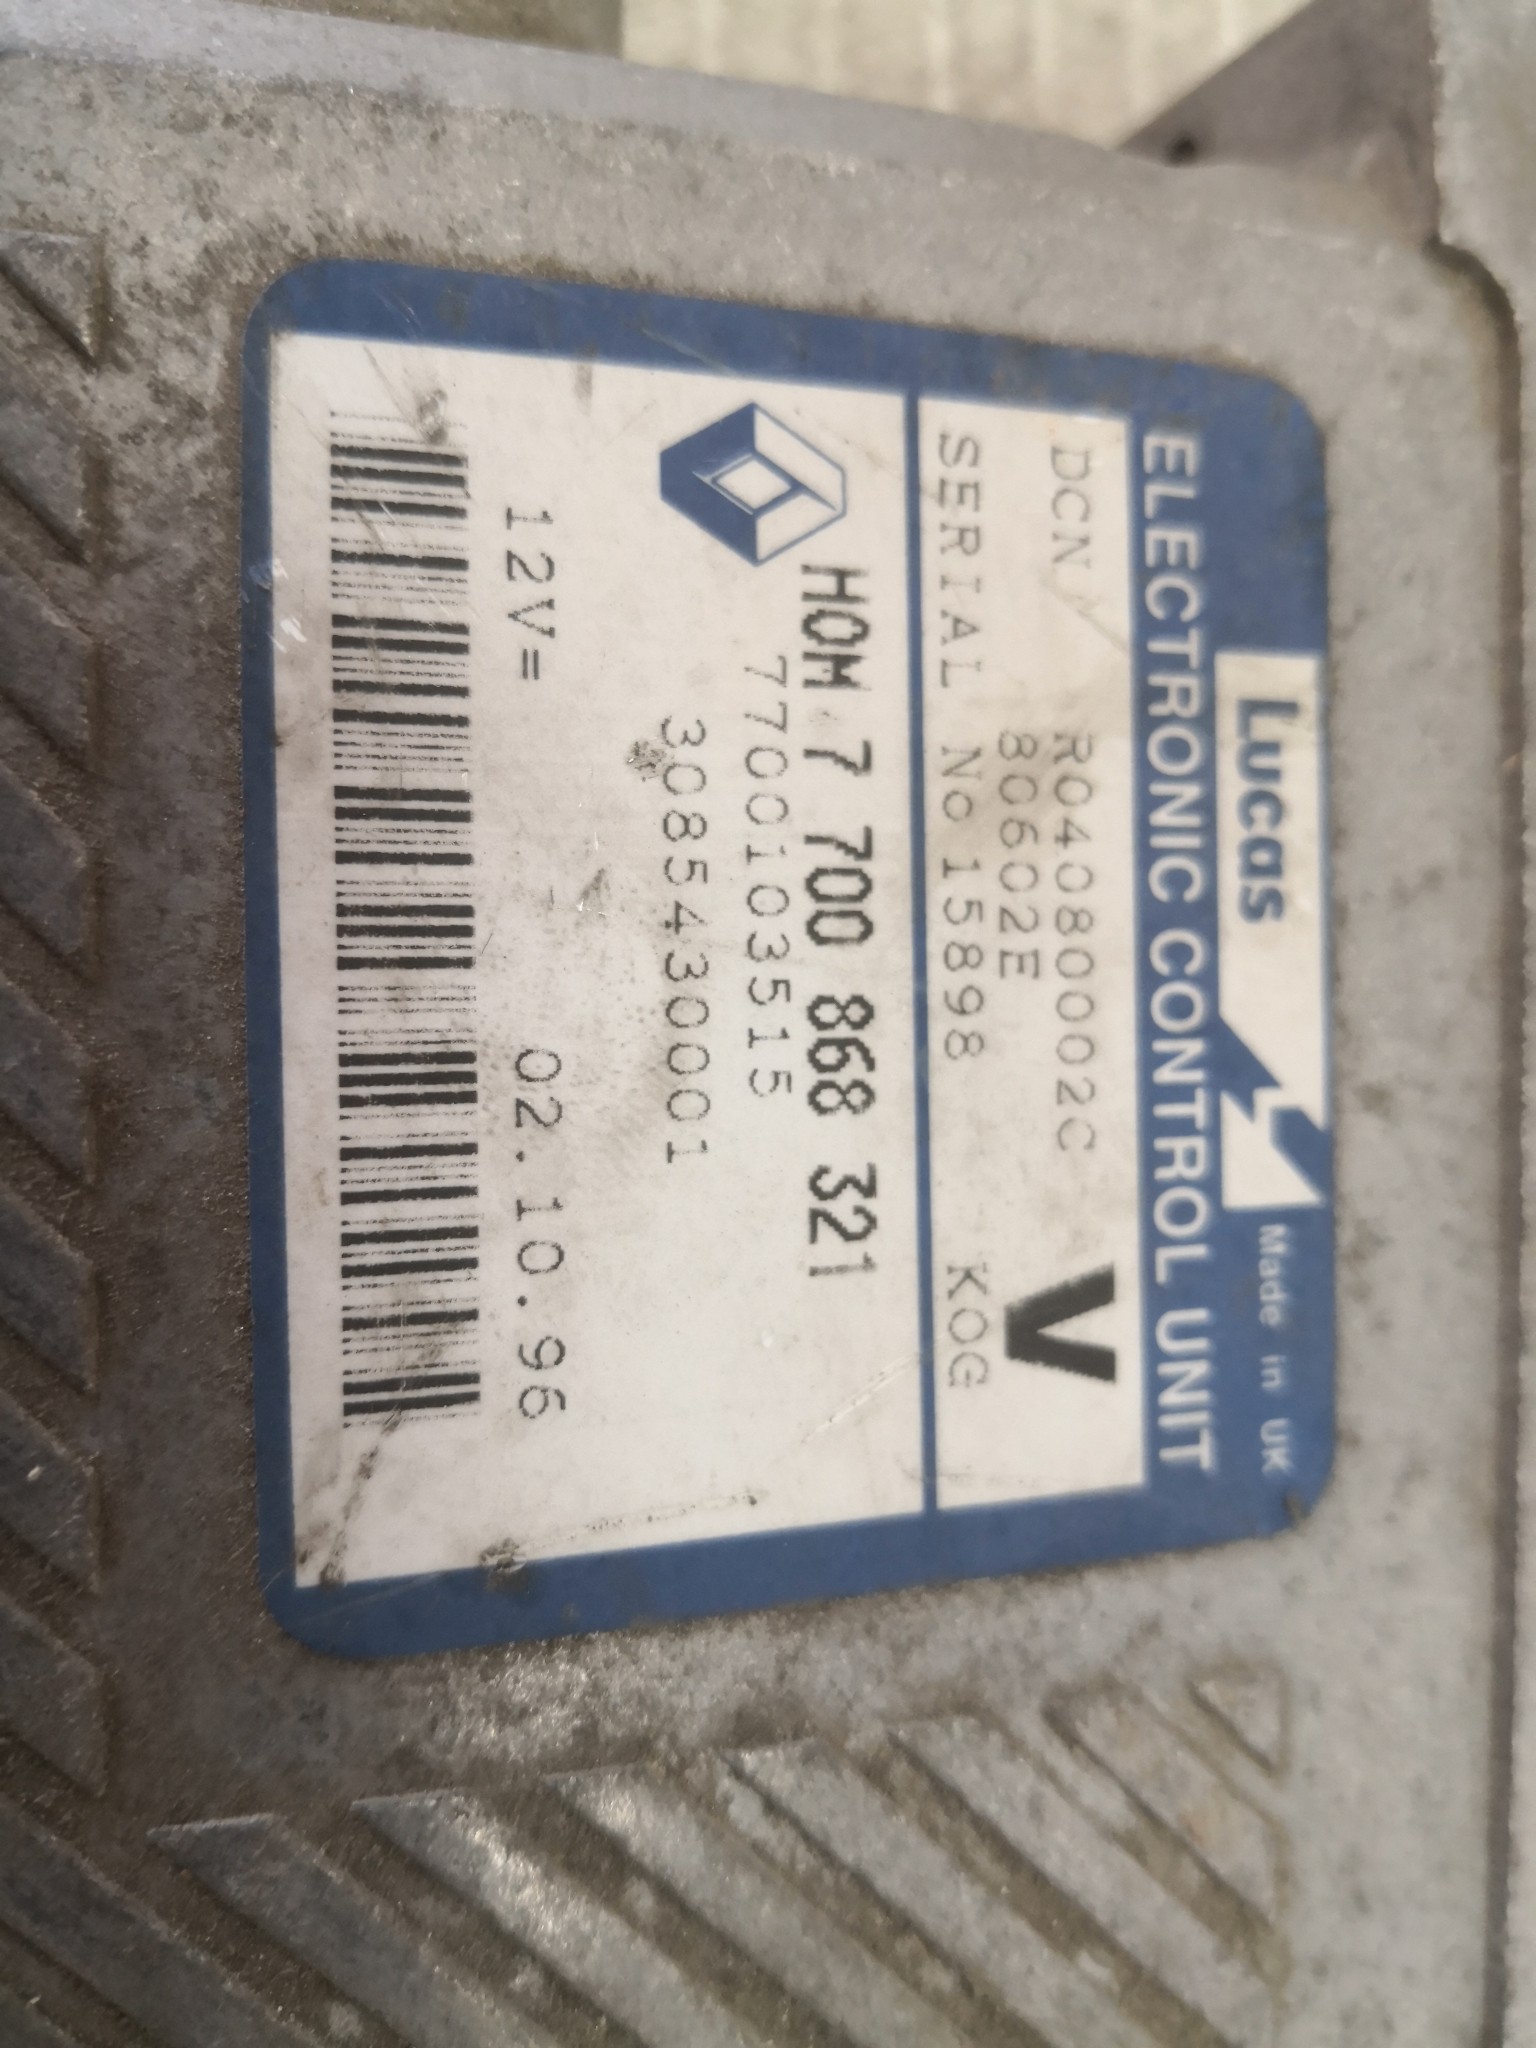 Lucas
Made in UK
ELECTRONIC CONTROL UNIT
DCN R04080002C V
80602E
SERIAL No 15898 KOG
HOM 7 700 868 321
7700103515
3085430001
12V= 02.10.96